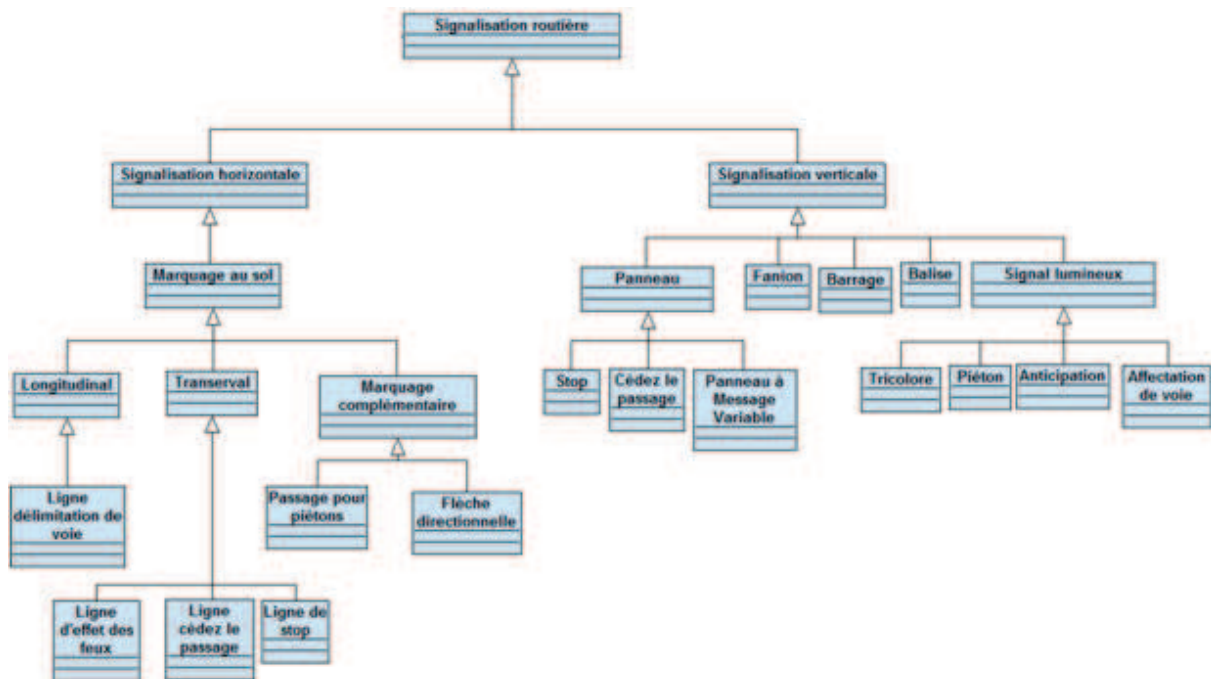 Signalisation routière
Signalisation horizontale
Signalisation verticale
Marquage au sol
Panneau
Fanion
Barrage
Balise
Signal lumineux
Longitudinal
Transerval
Marquage
complémentaire
Stop
Cédez le
passage
Panneau à
Message
Variable
Tricolore
Piéton
Anticipation
Affectation
de voie
Ligne
délimitation de
voie
Passage pour
piétons
Flèche
directionnelle
Ligne
d'effet des
feux
Ligne
cédez le
passage
Ligne de
stop